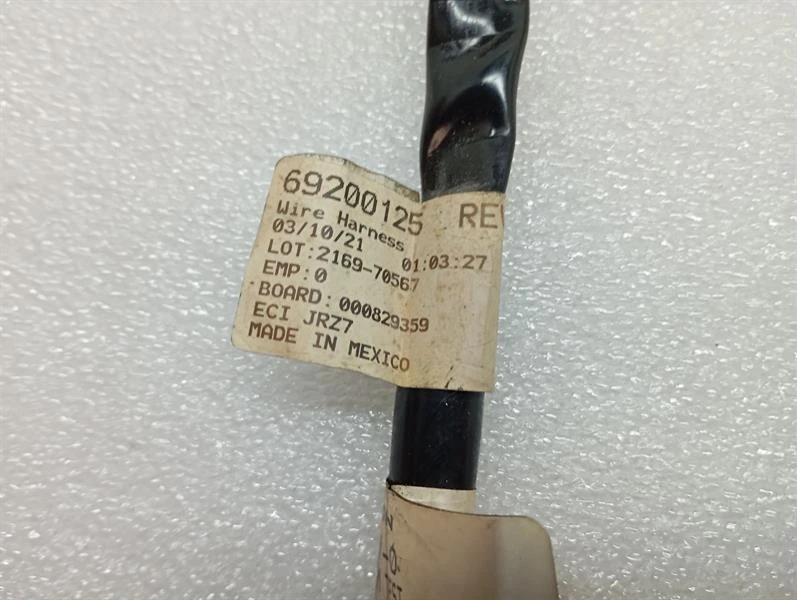 69200125 REV
Wire Harness
03/10/21 01:03:27
LOT:2169-70567
EMP:0
BOARD: 000829359
ECI JRZ7
MADE IN MEXICO